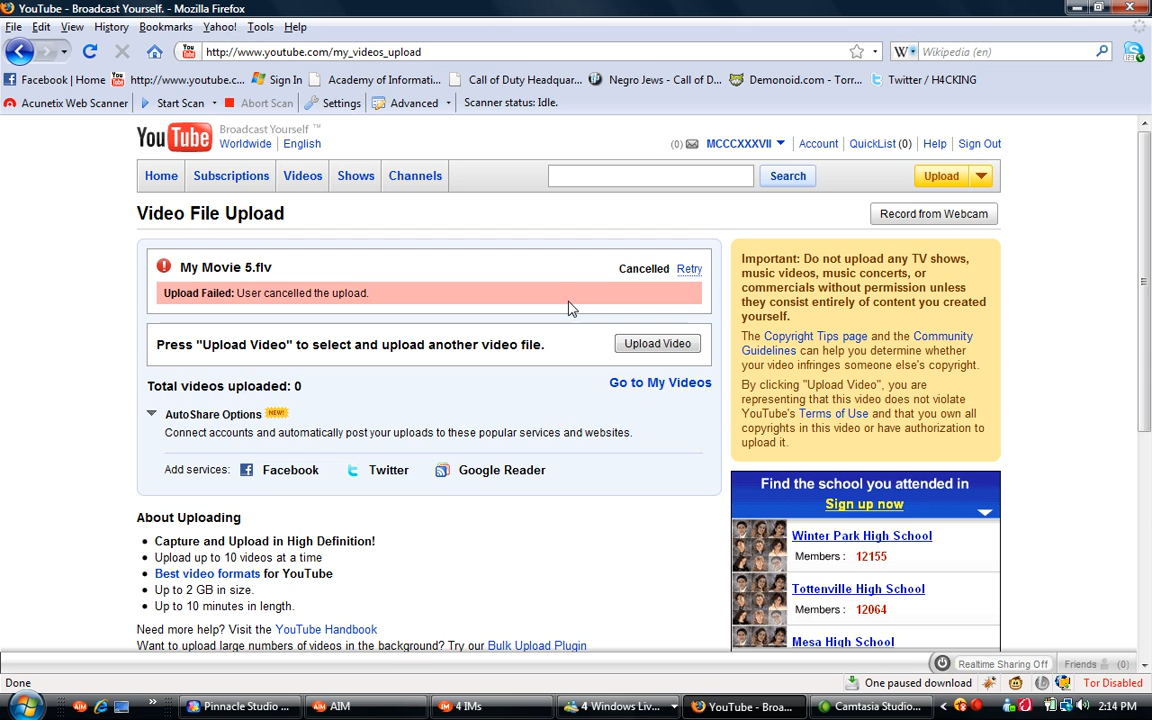 YouTube - Broadcast Yourself. - Mozilla Firefox
File Edit View History Bookmarks Yahoo! Tools Help
http://www.youtube.com/my_videos_upload
W Wikipedia (en)
Facebook | Home http://www.youtube.c... Sign In Academy of Informati... Call of Duty Headquar... Negro Jews - Call of D... Demonoid.com - Torr... Twitter / H4CKING
Acunetix Web Scanner Start Scan Abort Scan Settings Advanced Scanner status: Idle.
YouTube Broadcast Yourself ™
Worldwide English
(0) MCCCXXXVII Account QuickList (0) Help Sign Out
Home Subscriptions Videos Shows Channels Search Upload
Video File Upload
Record from Webcam
My Movie 5.flv Cancelled Retry
Upload Failed: User cancelled the upload.
Press "Upload Video" to select and upload another video file. Upload Video
Total videos uploaded: 0 Go to My Videos
AutoShare Options NEW!
Connect accounts and automatically post your uploads to these popular services and websites.
Add services: Facebook Twitter Google Reader
About Uploading
• Capture and Upload in High Definition!
• Upload up to 10 videos at a time
• Best video formats for YouTube
• Up to 2 GB in size.
• Up to 10 minutes in length.
Need more help? Visit the YouTube Handbook
Want to upload large numbers of videos in the background? Try our Bulk Upload Plugin
Important: Do not upload any TV shows,
music videos, music concerts, or
commercials without permission unless
they consist entirely of content you created
yourself.
The Copyright Tips page and the Community
Guidelines can help you determine whether
your video infringes someone else's copyright.
By clicking "Upload Video", you are
representing that this video does not violate
YouTube's Terms of Use and that you own all
copyrights in this video or have authorization to
upload it.
Find the school you attended in
Sign up now
Winter Park High School
Members : 12155
Tottenville High School
Members : 12064
Mesa High School
Realtime Sharing Off Friends (0)
Done One paused download Tor Disabled
Pinnacle Studio ... AIM 4 IMs 4 Windows Liv... YouTube - Broa... Camtasia Studio... 2:14 PM